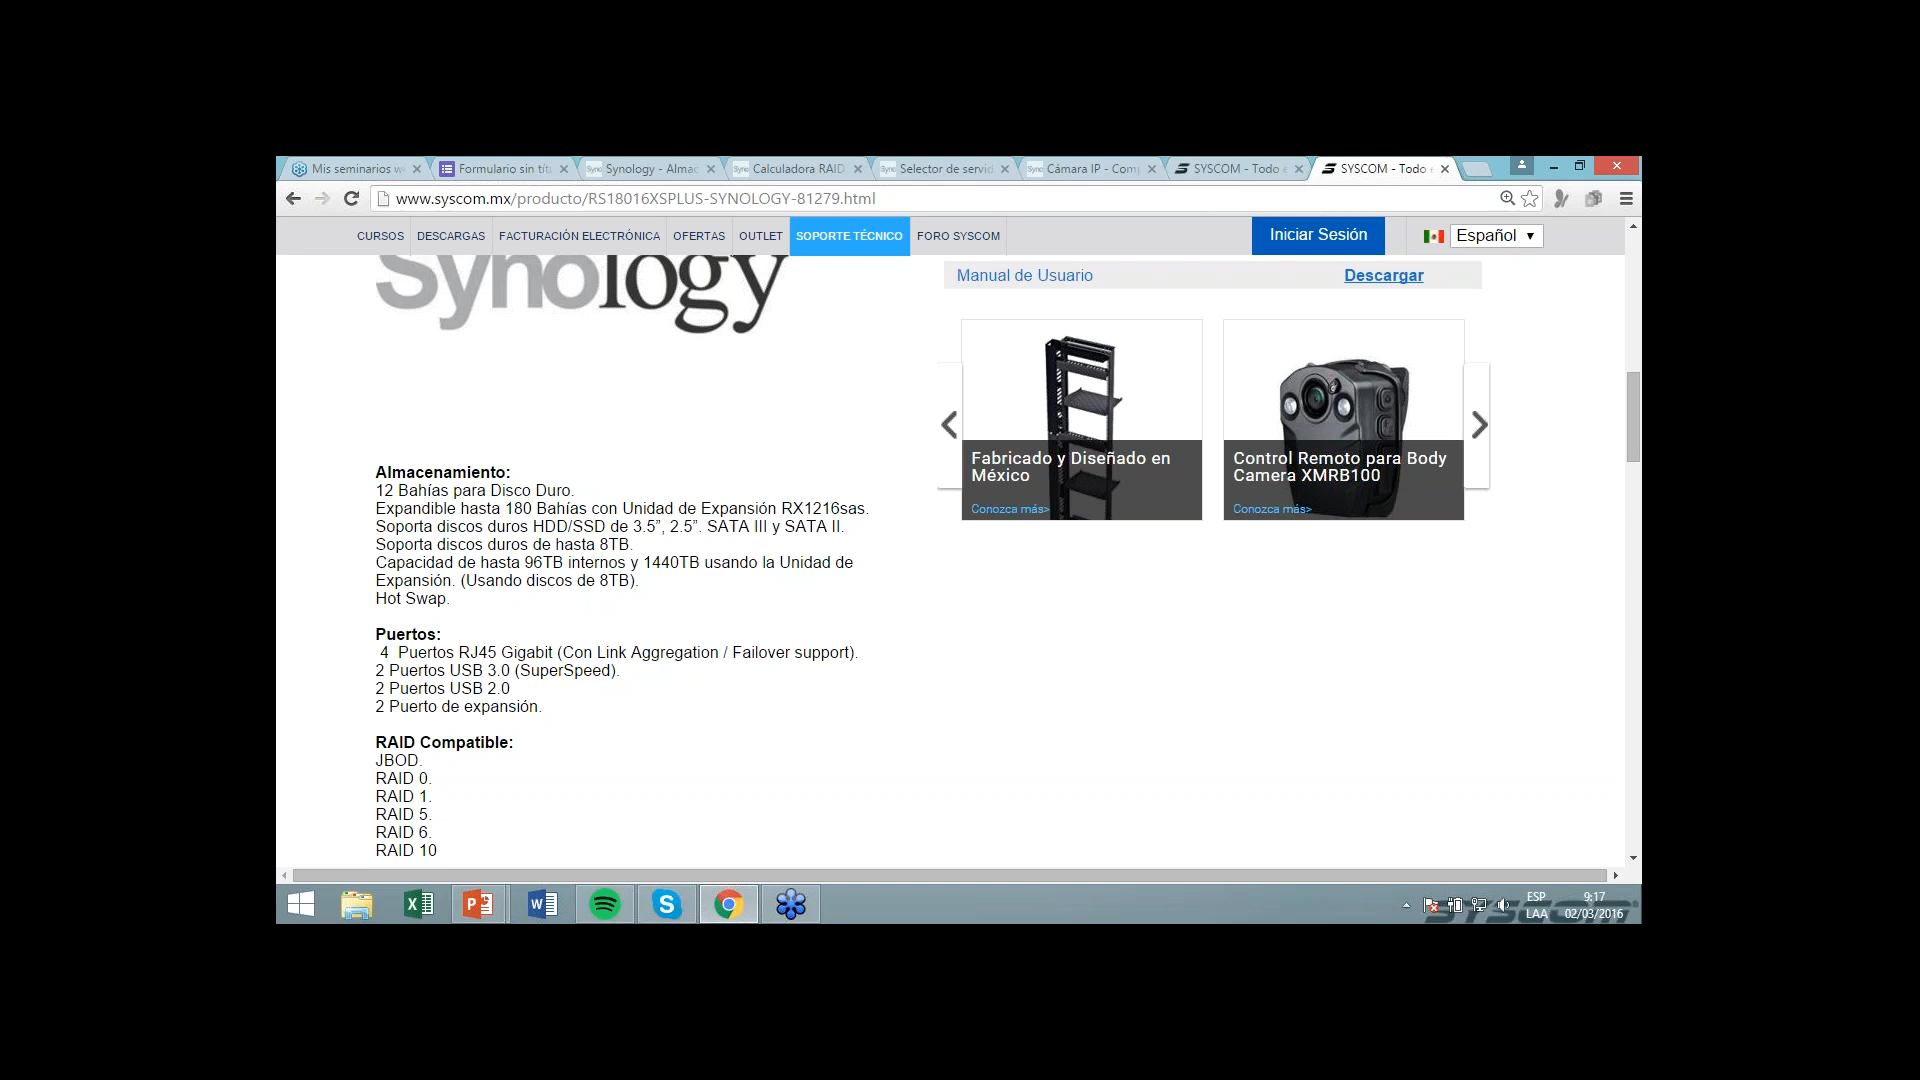 Mis seminarios w
Formulario sin títu
Synology - Almac
Calculadora RAID
Selector de servid
Cámara IP - Comp
SYSCOM - Todo e
SYSCOM - Todo e
www.syscom.mx/producto/RS18016XSPLUS-SYNOLOGY-81279.html
CURSOS DESCARGAS FACTURACIÓN ELECTRÓNICA OFERTAS OUTLET SOPORTE TÉCNICO FORO SYSCOM
Iniciar Sesión
Español
Synology
Manual de Usuario Descargar
Fabricado y Diseñado en
México
Conozca más>
Control Remoto para Body
Camera XMRB100
Conozca más>
Almacenamiento:
12 Bahías para Disco Duro.
Expandible hasta 180 Bahías con Unidad de Expansión RX1216sas.
Soporta discos duros HDD/SSD de 3.5”, 2.5”. SATA III y SATA II.
Soporta discos duros de hasta 8TB.
Capacidad de hasta 96TB internos y 1440TB usando la Unidad de
Expansión. (Usando discos de 8TB).
Hot Swap.
Puertos:
4 Puertos RJ45 Gigabit (Con Link Aggregation / Failover support).
2 Puertos USB 3.0 (SuperSpeed).
2 Puertos USB 2.0
2 Puerto de expansión.
RAID Compatible:
JBOD.
RAID 0.
RAID 1.
RAID 5.
RAID 6.
RAID 10
ESP
LAA
9:17
02/03/2016
SYSCOM